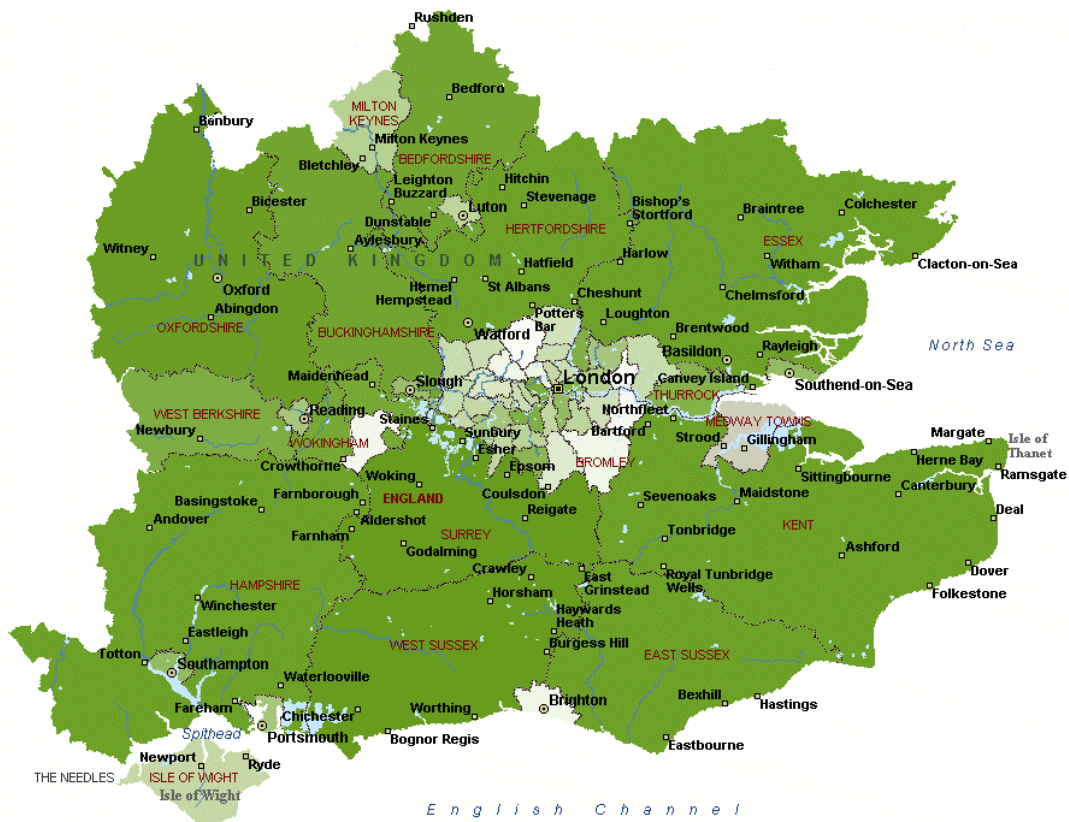 Rushden
Bedford
MILTON
KEYNES
Banbury
Milton Keynes
Bletchley
BEDFORDSHIRE
Leighton
Buzzard
Hitchin
Stevenage
Bishop's
Stortford
Braintree
Colchester
Bicester
Dunstable
Luton
HERTFORDSHIRE
ESSEX
Witney
Aylesbury
UNITED KINGDOM
Harlow
Witham
Clacton-on-Sea
Hatfield
Oxford
Hemel
Hempstead
St Albans
Cheshunt
Chelmsford
Abingdon
OXFORDSHIRE
BUCKINGHAMSHIRE
Watford
Potters
Bar
Loughton
Brentwood
Basildon
Rayleigh
North Sea
Maidenhead
Slough
London
Canvey Island
Southend-on-Sea
THURROCK
WEST BERKSHIRE
Reading
Staines
Northfleet
MEDWAY TOWNS
Newbury
WOKINGHAM
Sunbury
Dartford
Strood
Gillingham
Margate
Isle of
Thanet
Crowthorne
Esher
Epsom
BROMLEY
Herne Bay
Ramsgate
Woking
Sittingbourne
Canterbury
Basingstoke
Farnborough
ENGLAND
Coulsdon
Sevenoaks
Maidstone
Andover
Aldershot
Reigate
Deal
Farnham
SURREY
Tonbridge
KENT
Godalming
Ashford
Crawley
East
Grinstead
Royal Tunbridge
Wells
Dover
HAMPSHIRE
Horsham
Folkestone
Winchester
Haywards
Heath
Eastleigh
WEST SUSSEX
Burgess Hill
EAST SUSSEX
Totton
Southampton
Waterlooville
Bexhill
Hastings
Fareham
Chichester
Worthing
Brighton
Spithead
Portsmouth
Bognor Regis
Eastbourne
Newport
Ryde
THE NEEDLES
ISLE OF WIGHT
Isle of Wight
English Channel